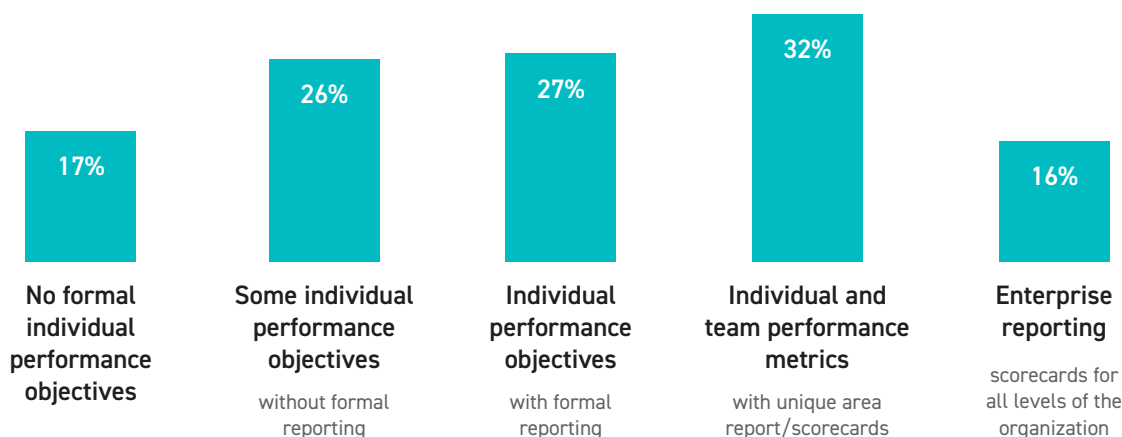 32%
26%
27%
17%
16%
No formal
individual
performance
objectives
Some individual
performance
objectives
without formal
reporting
Individual
performance
objectives
with formal
reporting
Individual and
team performance
metrics
with unique area
report/scorecards
Enterprise
reporting
scorecards for
all levels of the
organization